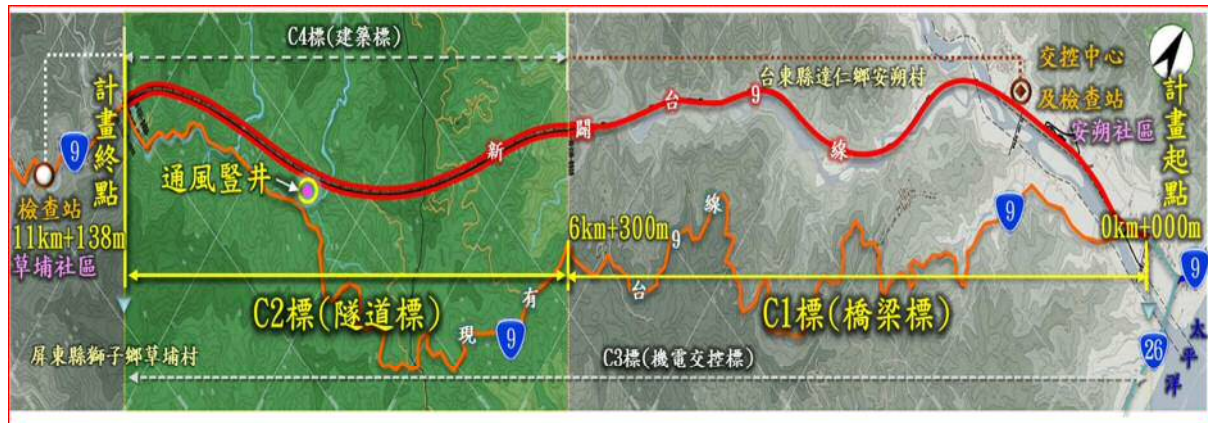 C4標(建築標)
台東縣達仁鄉安朔村
交控中心
及檢查站
安朔社區
計畫起點
計畫終點
9
檢查站
11km+138m
草埔社區
通風豎井
新闢台9線
6km+300m
0km+000m
9
9
26
太平洋
現有
9
台9線
C2標(隧道標)
C1標(橋梁標)
屏東縣獅子鄉草埔村
C3標(機電交控標)